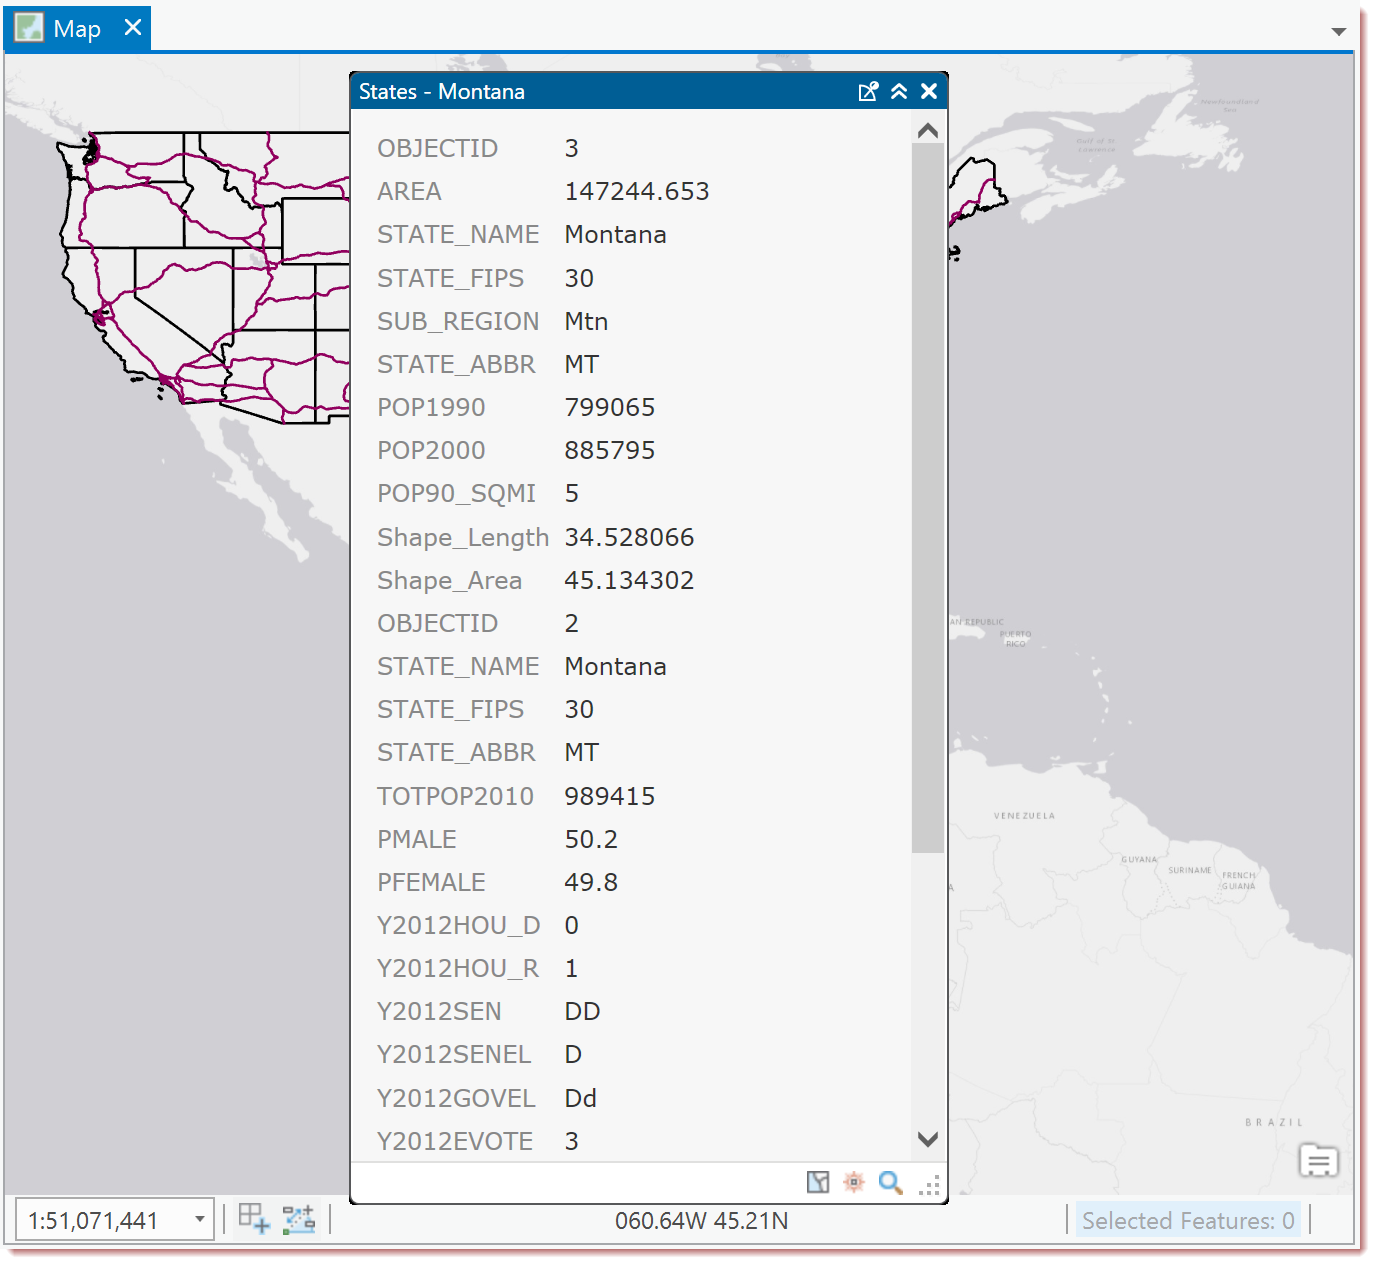 Map
States - Montana
OBJECTID 3
AREA 147244.653
STATE_NAME Montana
STATE_FIPS 30
SUB_REGION Mtn
STATE_ABBR MT
POP1990 799065
POP2000 885795
POP90_SQMI 5
Shape_Length 34.528066
Shape_Area 45.134302
OBJECTID 2
STATE_NAME Montana
STATE_FIPS 30
STATE_ABBR MT
TOTPOP2010 989415
PMALE 50.2
PFEMALE 49.8
Y2012HOU_D 0
Y2012HOU_R 1
Y2012SEN DD
Y2012SENEL D
Y2012GOVEL Dd
Y2012EVOTE 3
Newfoundland
Sea
Gulf of St
Lawrence
AN REPUBLIC
PUERTO
RICO
VENEZUELA
GUYANA
SURINAME
FRENCH
GUIANA
A
BRAZIL
1:51,071,441
060.64W 45.21N
Selected Features: 0